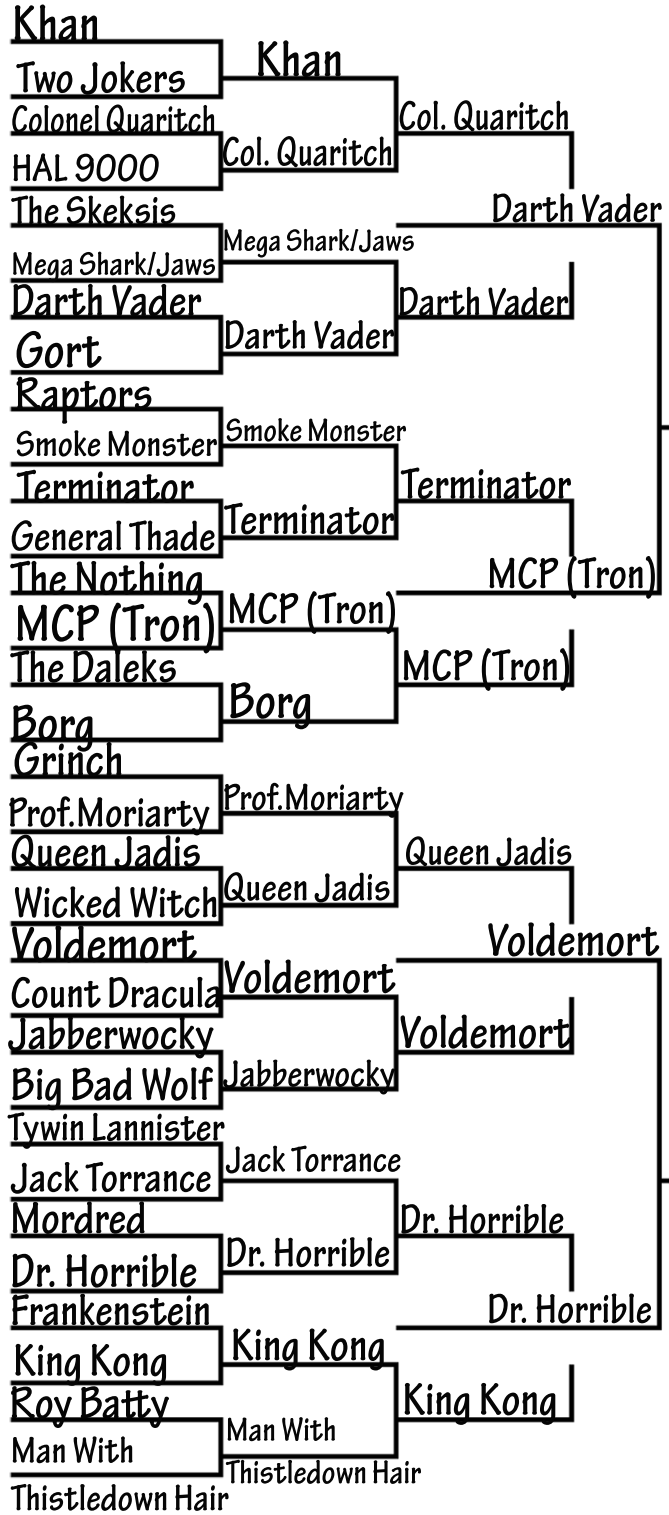 Khan
Two Jokers
Colonel Quaritch
HAL 9000
The Skeksis
Mega Shark/Jaws
Darth Vader
Gort
Raptors
Smoke Monster
Terminator
General Thade
The Nothing
MCP (Tron)
The Daleks
Borg
Grinch
Prof.Moriarty
Queen Jadis
Wicked Witch
Voldemort
Count Dracula
Jabberwocky
Big Bad Wolf
Tywin Lannister
Jack Torrance
Mordred
Dr. Horrible
Frankenstein
King Kong
Roy Batty
Man With
Thistledown Hair
Khan
Col. Quaritch
Mega Shark/Jaws
Darth Vader
Smoke Monster
Terminator
MCP (Tron)
Borg
Prof.Moriarty
Queen Jadis
Voldemort
Jabberwocky
Jack Torrance
Dr. Horrible
King Kong
Man With
Thistledown Hair
Col. Quaritch
Darth Vader
Terminator
MCP (Tron)
Queen Jadis
Voldemort
Dr. Horrible
King Kong
Darth Vader
MCP (Tron)
Voldemort
Dr. Horrible